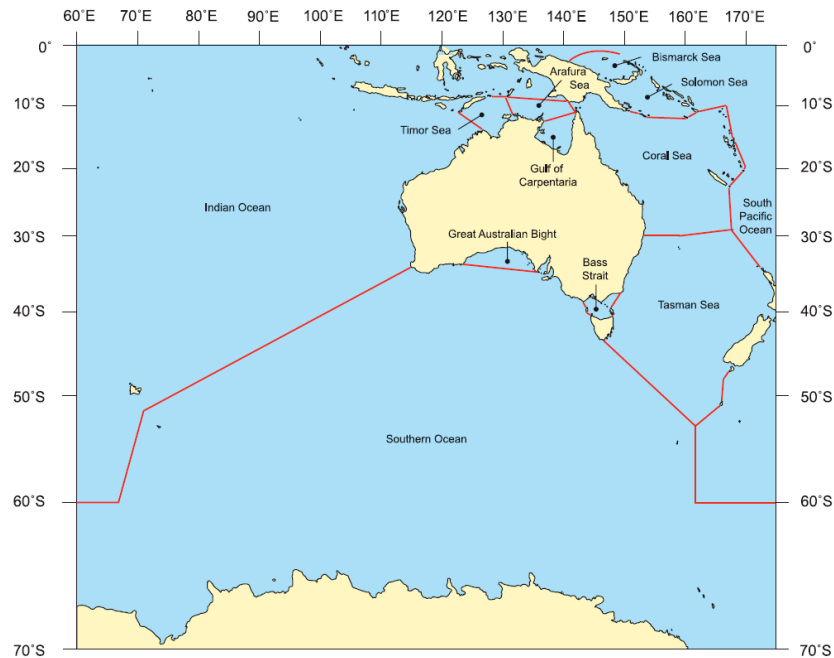 60˚E 70˚E 80˚E 90˚E 100˚E 110˚E 120˚E 130˚E 140˚E 150˚E 160˚E 170˚E
0˚ 0˚
Bismarck Sea
Arafura
Sea
Solomon Sea
10˚S 10˚S
Timor Sea
Coral Sea
20˚S 20˚S
Gulf of
Carpentaria
Indian Ocean
South
Pacific
Ocean
Great Australian Bight
30˚S 30˚S
Bass
Strait
Tasman Sea
40˚S 40˚S
50˚S 50˚S
Southern Ocean
60˚S 60˚S
70˚S 70˚S